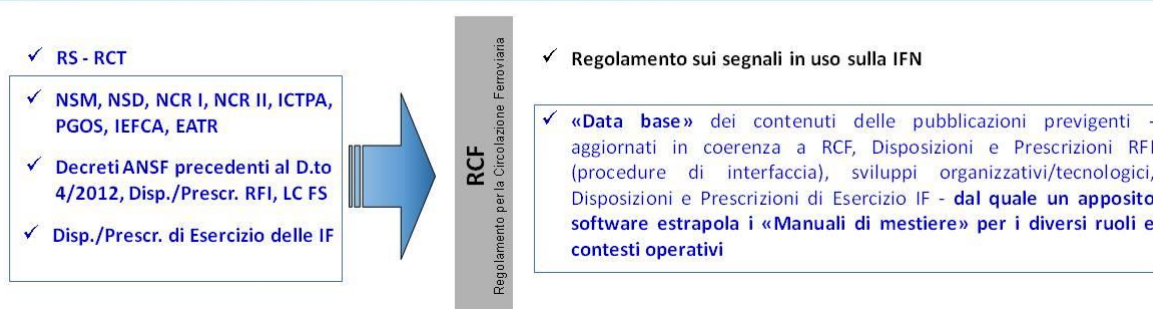 ✓ RS - RCT
✓ NSM, NSD, NCR I, NCR II, ICTPA,
PGOS, IEFCA, EATR
✓ Decreti ANSF precedenti al D.to
4/2012, Disp./Prescr. RFI, LC FS
✓ Disp./Prescr. di Esercizio delle IF
RCF
Regolamento per la Circolazione Ferroviaria
✓ Regolamento sui segnali in uso sulla IFN
✓ «Data base» dei contenuti delle pubblicazioni previgenti -
aggiornati in coerenza a RCF, Disposizioni e Prescrizioni RFI
(procedure di interfaccia), sviluppi organizzativi/tecnologici,
Disposizioni e Prescrizioni di Esercizio IF - dal quale un apposito
software estrapola i «Manuali di mestiere» per i diversi ruoli e
contesti operativi